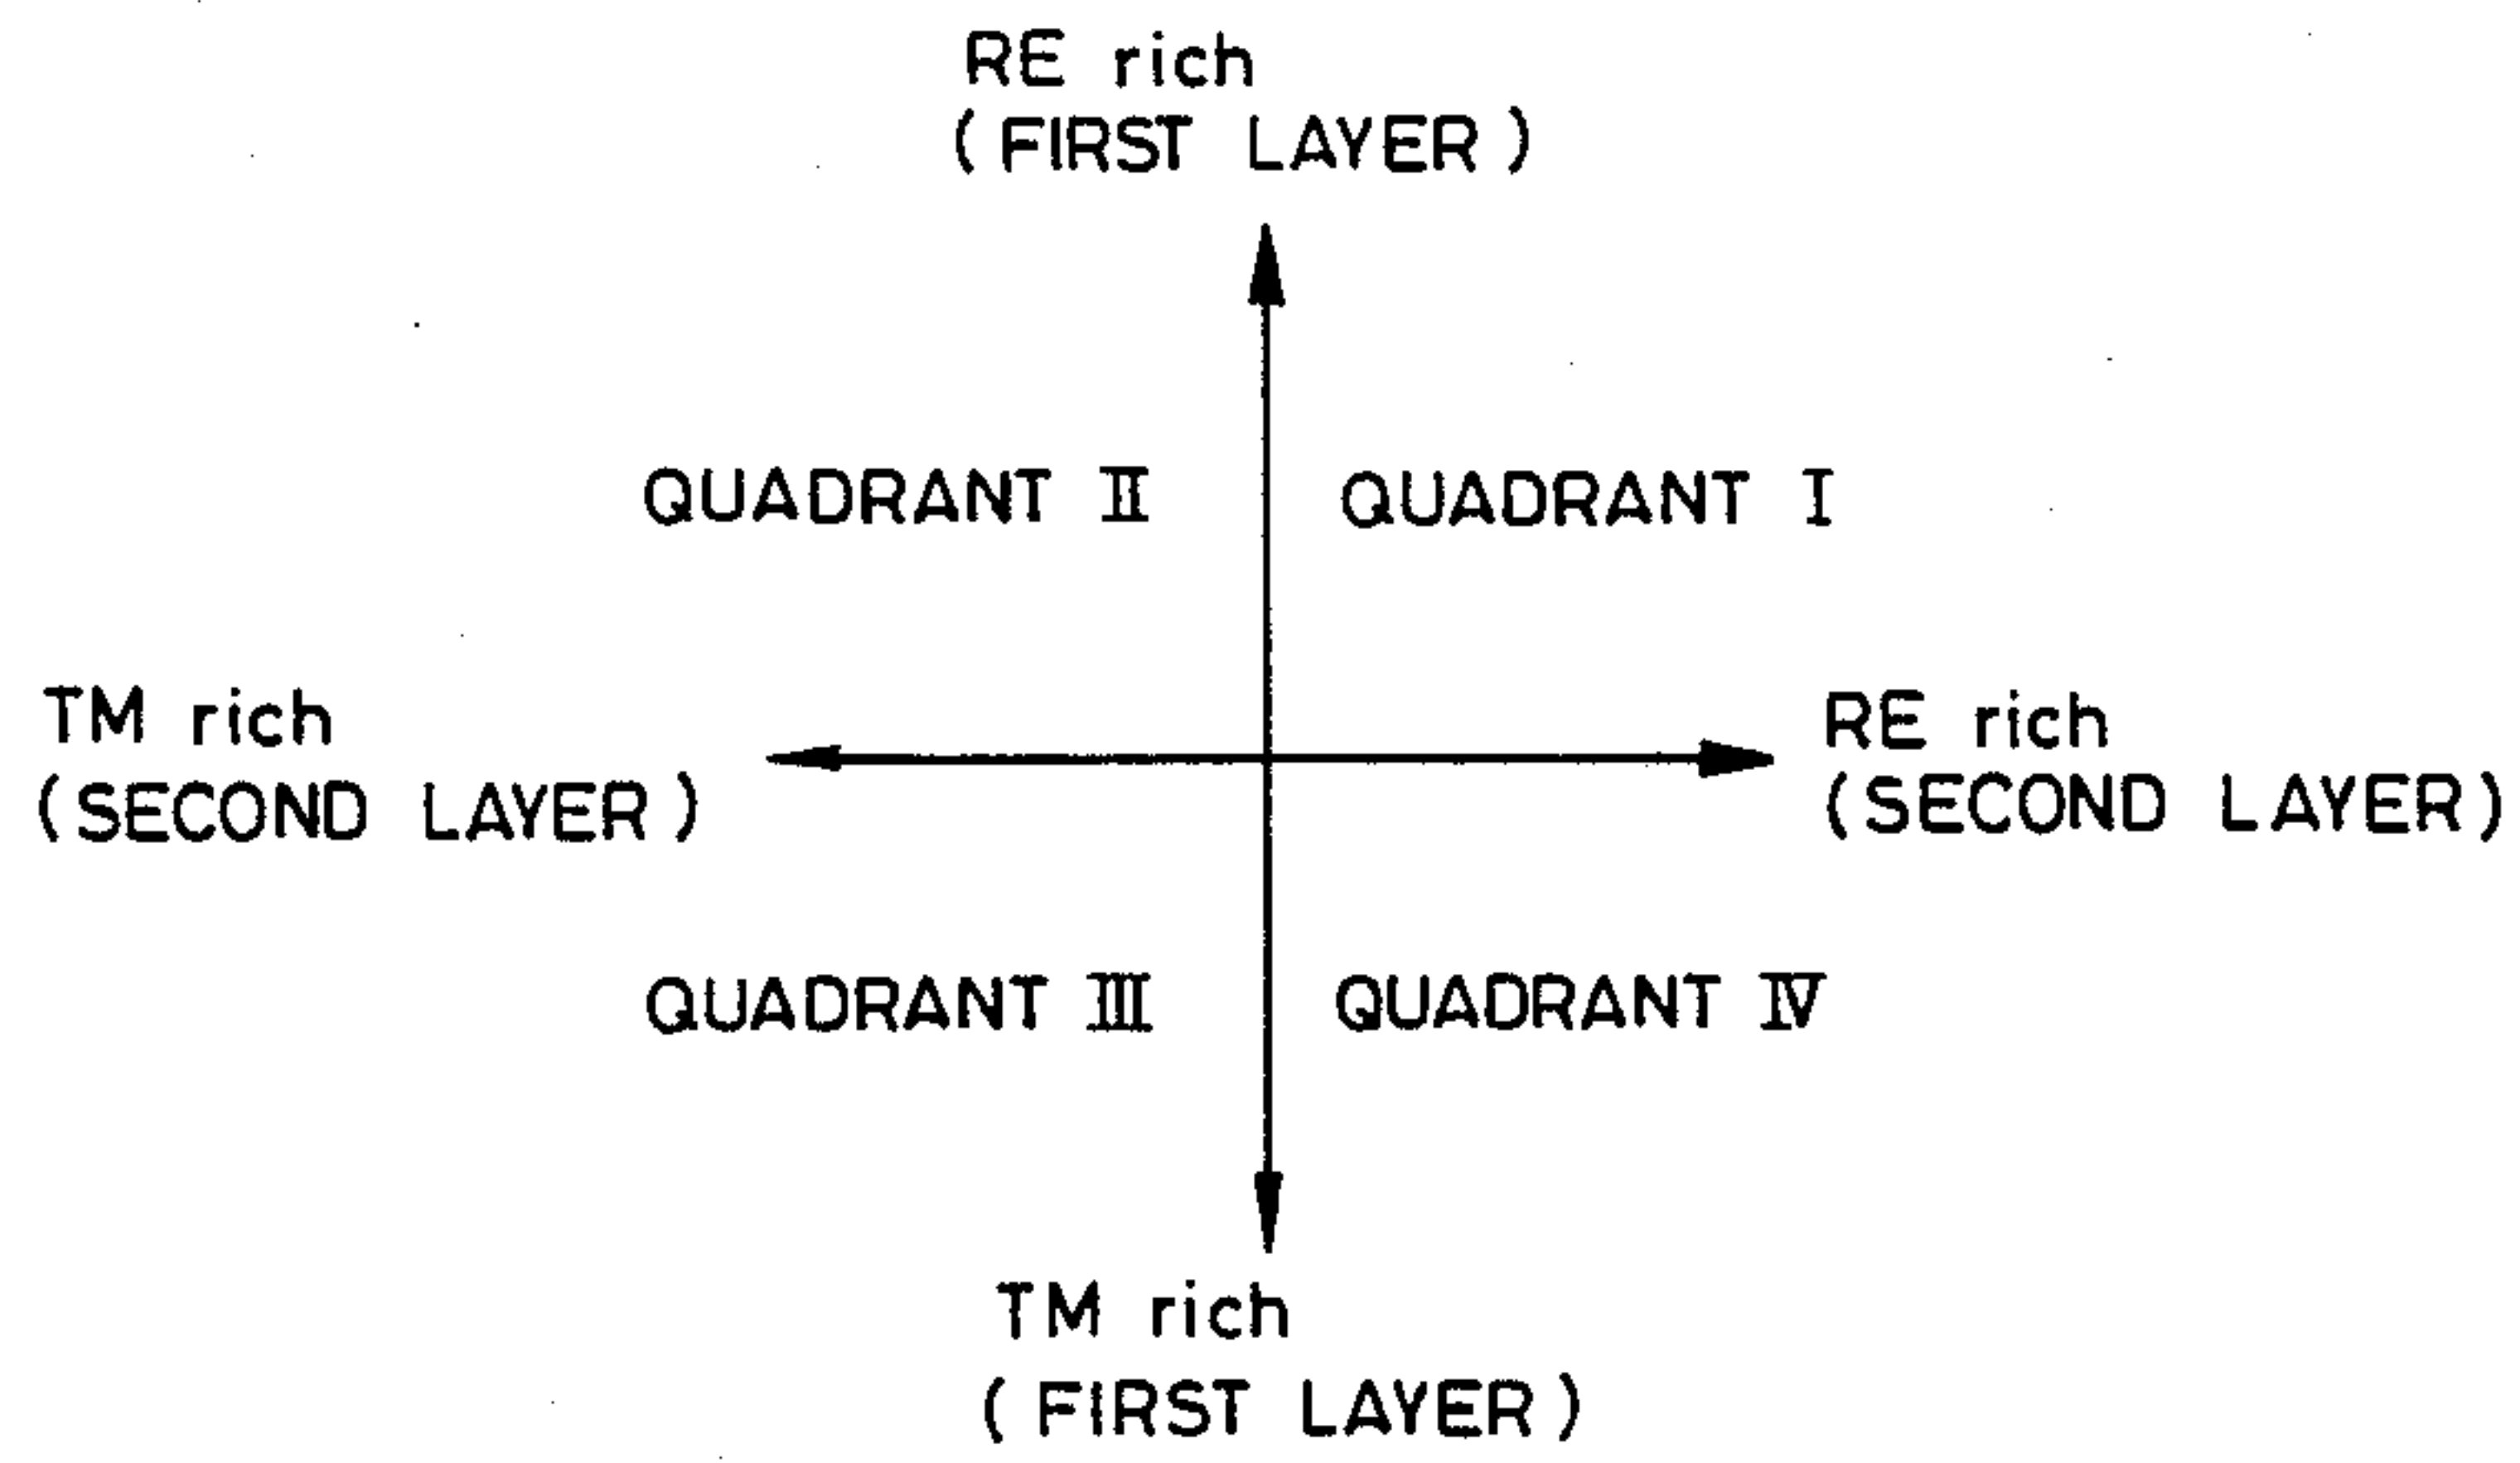 RE rich
(FIRST LAYER)
QUADRANT II
QUADRANT I
TM rich
(SECOND LAYER)
RE rich
(SECOND LAYER)
QUADRANT III
QUADRANT IV
TM rich
(FIRST LAYER)